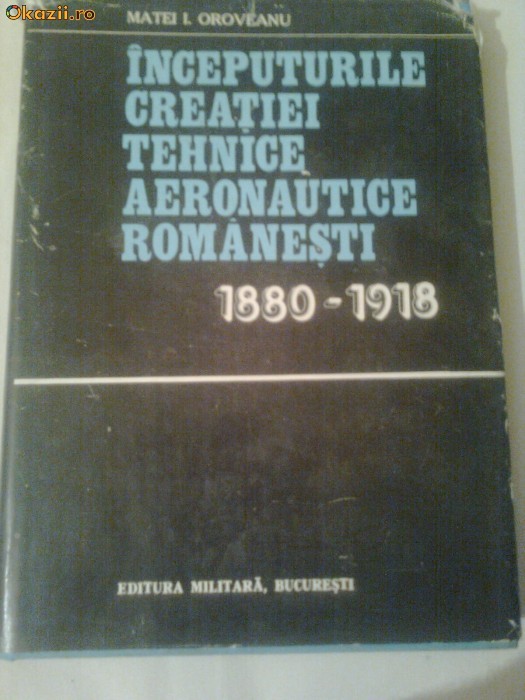 Okazii.ro
MATEI I. OROVEANU
ÎNCEPUTURILE
CREAȚIEI
TEHNICE
AERONAUTICE
ROMÂNEȘTI
1880-1918
EDITURA MILITARĂ, BUCUREȘTI